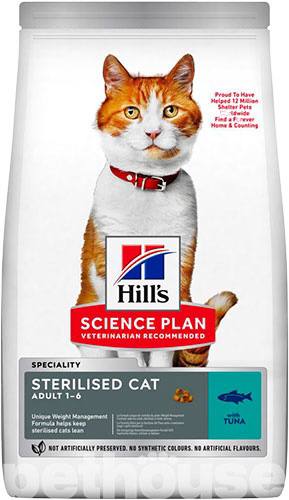 Proud To Have
Helped 12 Million
Shelter Pets
Find a Forever
Home & Counting
Hill's
SCIENCE PLAN
VETERINARIAN RECOMMENDED
SPECIALITY
STERILISED CAT
ADULT 1-6
with
TUNA
Unique Weight Management
Formula helps keep
sterilised cats lean
NOT ARTIFICIALLY PRESERVED. NO SYNTHETIC COLOURS. NO ARTIFICIAL FLAVOURS.
pethouse